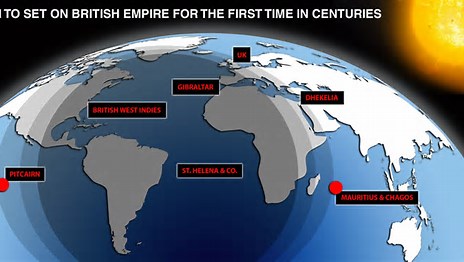 TO SET ON BRITISH EMPIRE FOR THE FIRST TIME IN CENTURIES
UK
GIBRALTAR
DHEKELIA
BRITISH WEST INDIES
PITCAIRN
ST. HELENA & CO.
MAURITIUS & CHAGOS